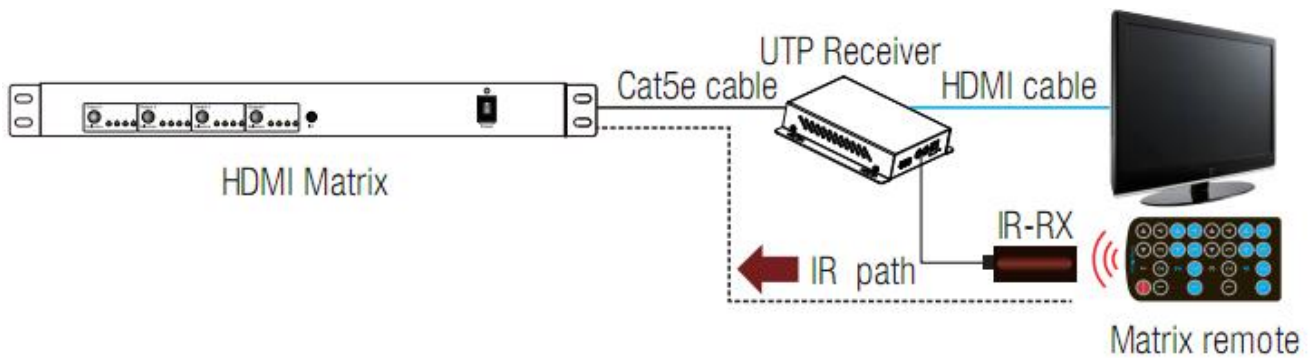 UTP Receiver
Cat5e cable
HDMI cable
HDMI Matrix
IR-RX
IR path
Matrix remote